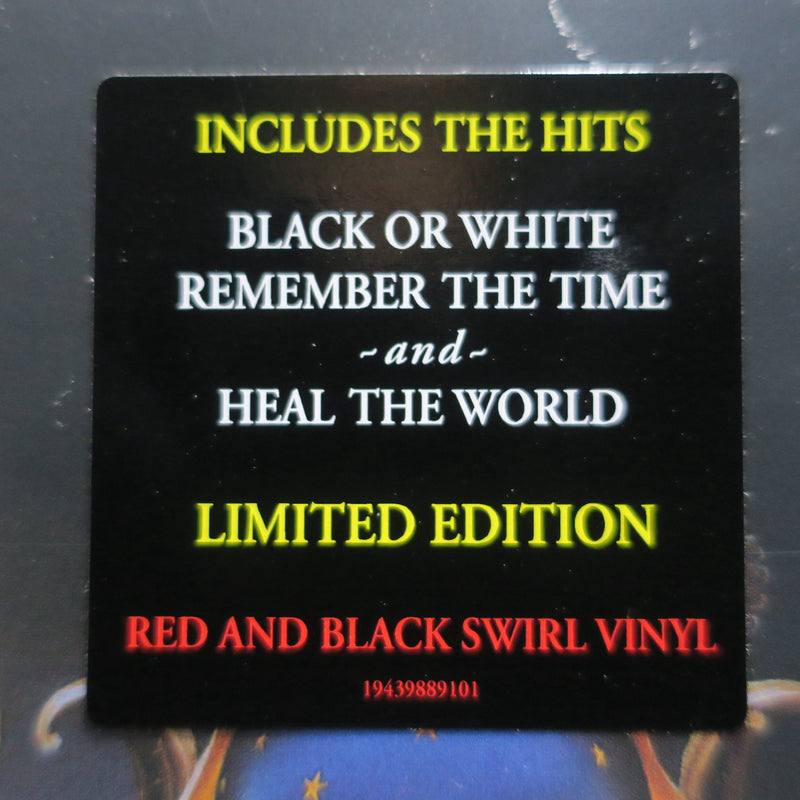 INCLUDES THE HITS
BLACK OR WHITE
REMEMBER THE TIME
~and~
HEAL THE WORLD
LIMITED EDITION
RED AND BLACK SWIRL VINYL
19439889101